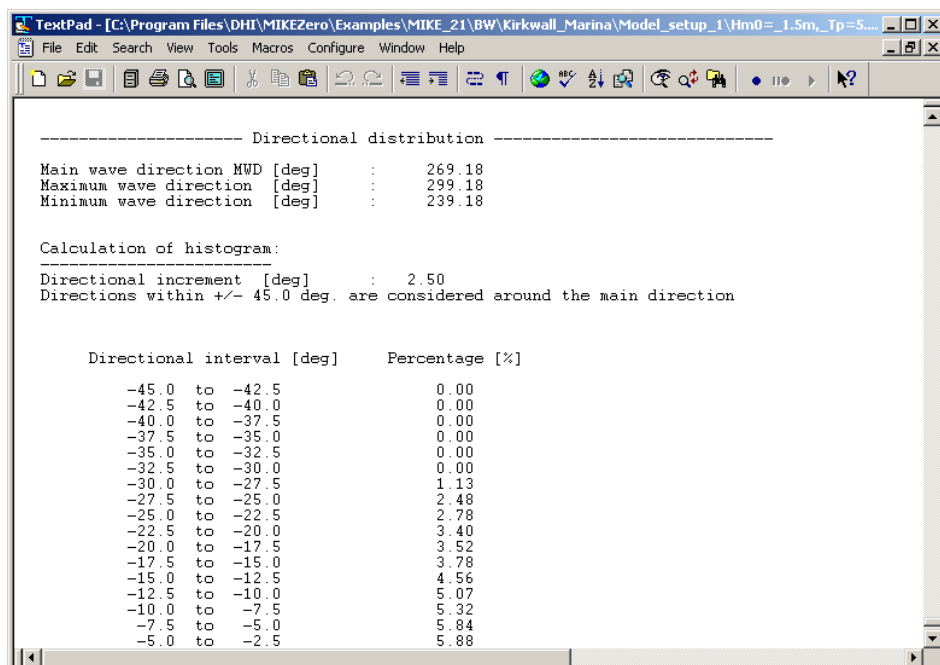 TextPad - [C:\Program Files\DHI\MIKEZero\Examples\MIKE_21\BW\Kirkwall_Marina\Model_setup_1\Hm0=_1.5m,_Tp=5....
File Edit Search View Tools Macros Configure Window Help
---------------------- Directional distribution -----------------------------
Main wave direction MWD [deg] : 269.18
Maximum wave direction [deg] : 299.18
Minimum wave direction [deg] : 239.18
Calculation of histogram:
-------------------------
Directional increment [deg] : 2.50
Directions within +/- 45.0 deg. are considered around the main direction
Directional interval [deg] Percentage [%]
-45.0 to -42.5 0.00
-42.5 to -40.0 0.00
-40.0 to -37.5 0.00
-37.5 to -35.0 0.00
-35.0 to -32.5 0.00
-32.5 to -30.0 0.00
-30.0 to -27.5 1.13
-27.5 to -25.0 2.48
-25.0 to -22.5 2.78
-22.5 to -20.0 3.40
-20.0 to -17.5 3.52
-17.5 to -15.0 3.78
-15.0 to -12.5 4.56
-12.5 to -10.0 5.07
-10.0 to -7.5 5.32
-7.5 to -5.0 5.84
-5.0 to -2.5 5.88